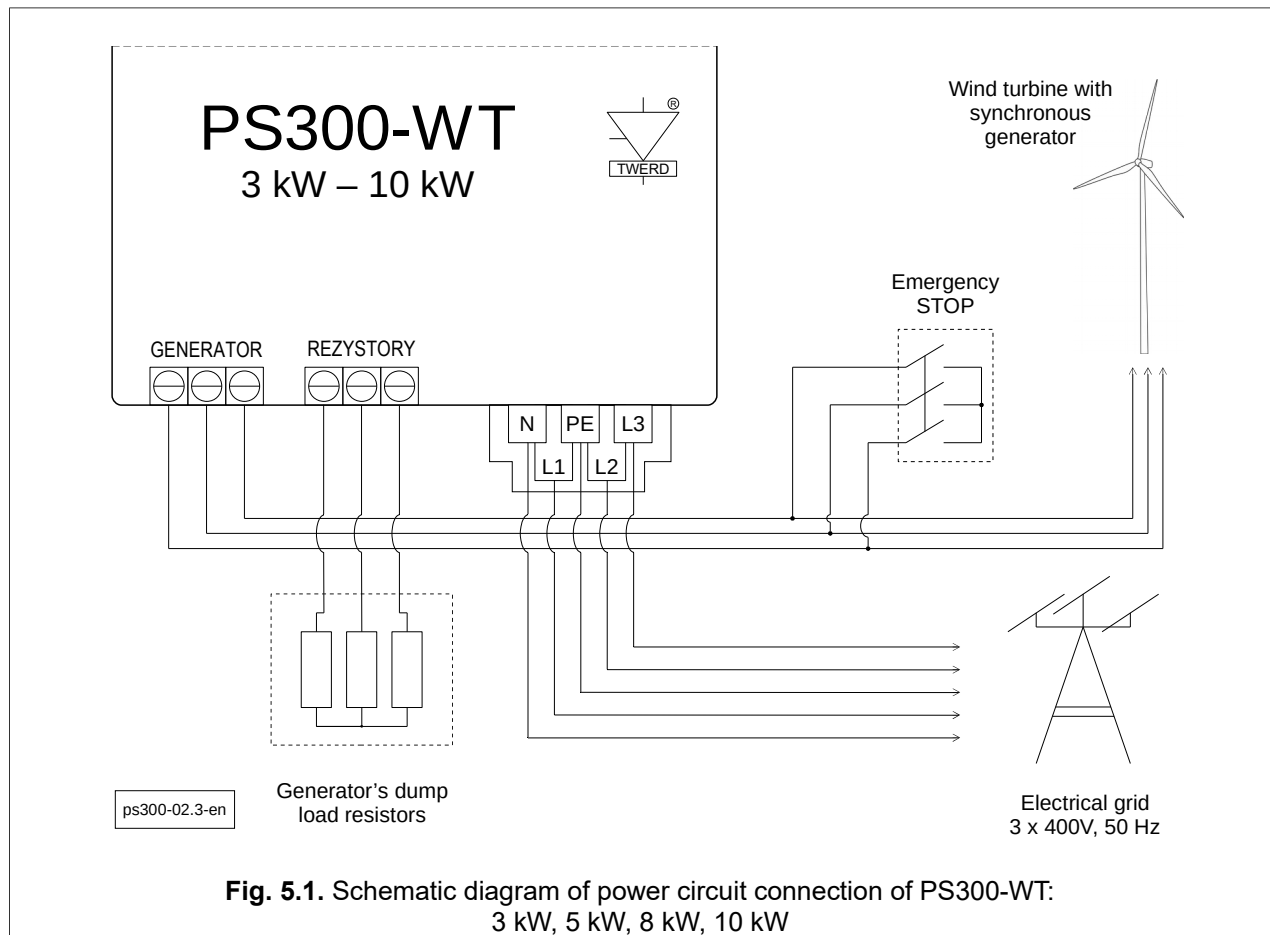 PS300-WT
3 kW – 10 kW
®
TWERD
Wind turbine with
synchronous
generator
Emergency
STOP
GENERATOR
REZYSTORY
N
PE
L3
L1
L2
Generator’s dump
load resistors
ps300-02.3-en
Electrical grid
3 x 400V, 50 Hz
Fig. 5.1. Schematic diagram of power circuit connection of PS300-WT:
3 kW, 5 kW, 8 kW, 10 kW